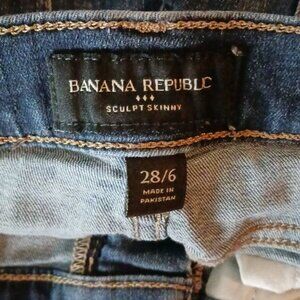 BANANA REPUBLIC
SCULPT SKINNY
28/6
MADE IN
PAKISTAN